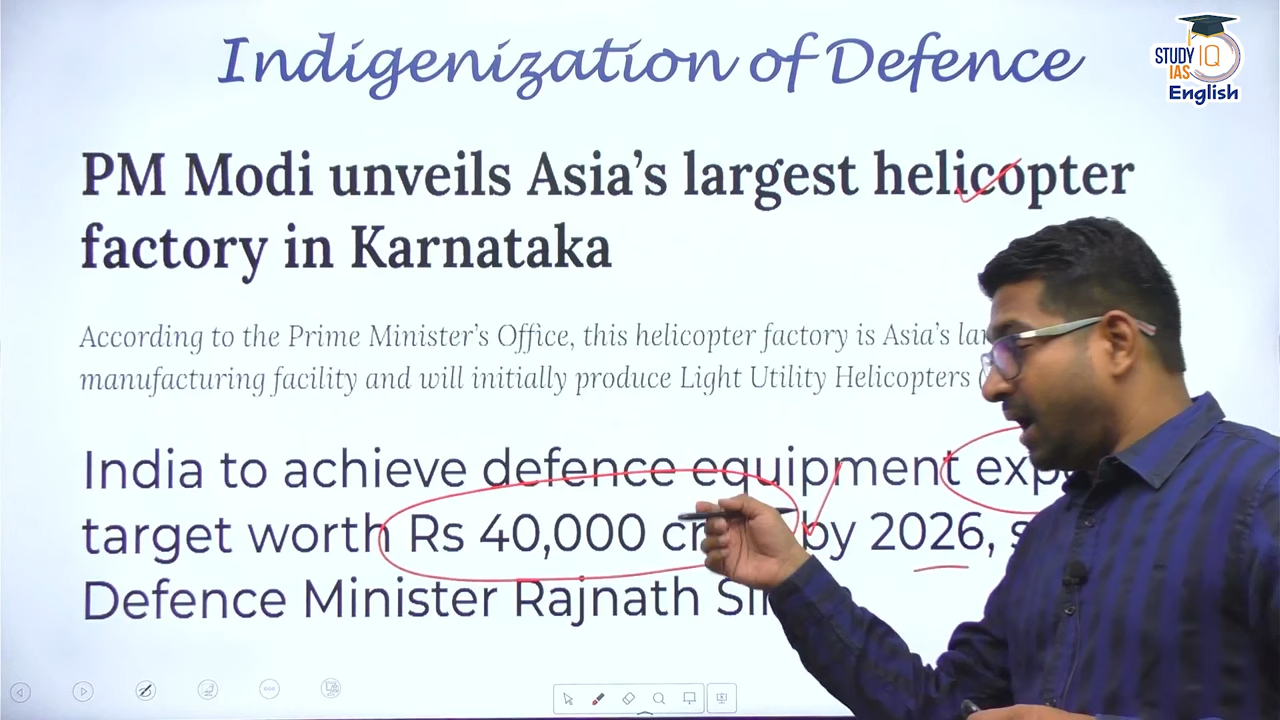 Indigenization of Defence
STUDY IQ
IAS
English
PM Modi unveils Asia's largest helicopter
factory in Karnataka
According to the Prime Minister's Office, this helicopter factory is Asia's
manufacturing facility and will initially produce Light Utility Helicopters
India to achieve defence equipment
target worth Rs 40,000 by 2026,
Defence Minister Rajnath